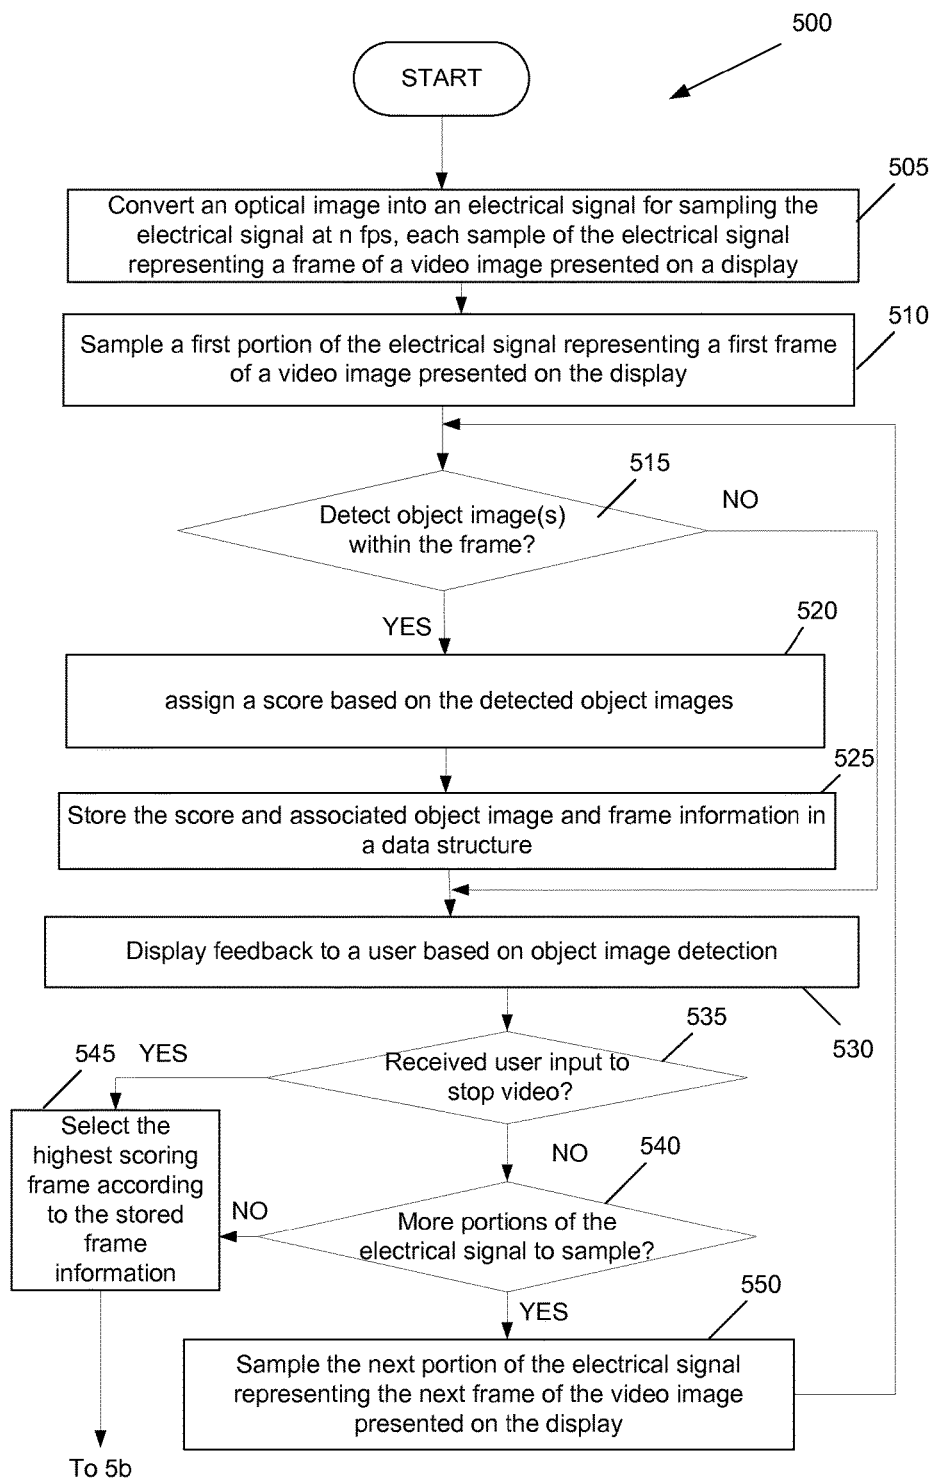 500
START
505
Convert an optical image into an electrical signal for sampling the
electrical signal at n fps, each sample of the electrical signal
representing a frame of a video image presented on a display
510
Sample a first portion of the electrical signal representing a first frame
of a video image presented on the display
515
NO
Detect object image(s)
within the frame?
YES
520
assign a score based on the detected object images
525
Store the score and associated object image and frame information in
a data structure
Display feedback to a user based on object image detection
530
535
545
YES
Received user input to
stop video?
Select the
highest scoring
frame according
to the stored
frame
information
NO
540
NO
More portions of the
electrical signal to sample?
YES
550
Sample the next portion of the electrical signal
representing the next frame of the video image
presented on the display
To 5b